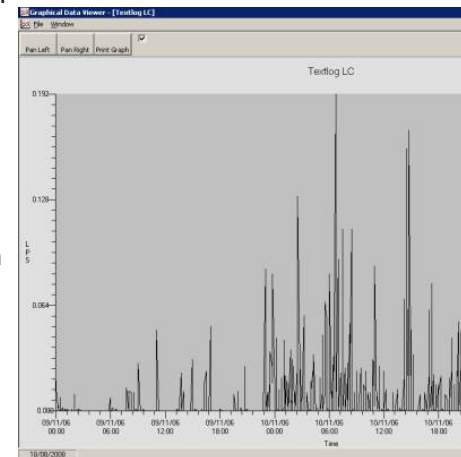 Graphical Data Viewer - [Textlog LC]
File Window
Pan Left Pan Right Print Graph
Textlog LC
0.192
0.128
L
P
S
0.064
0.000
09/11/06 09/11/06 09/11/06 09/11/06 10/11/06 10/11/06 10/11/06 10/11/06
00:00 06:00 12:00 18:00 00:00 06:00 12:00 18:00
Time
18/08/2008